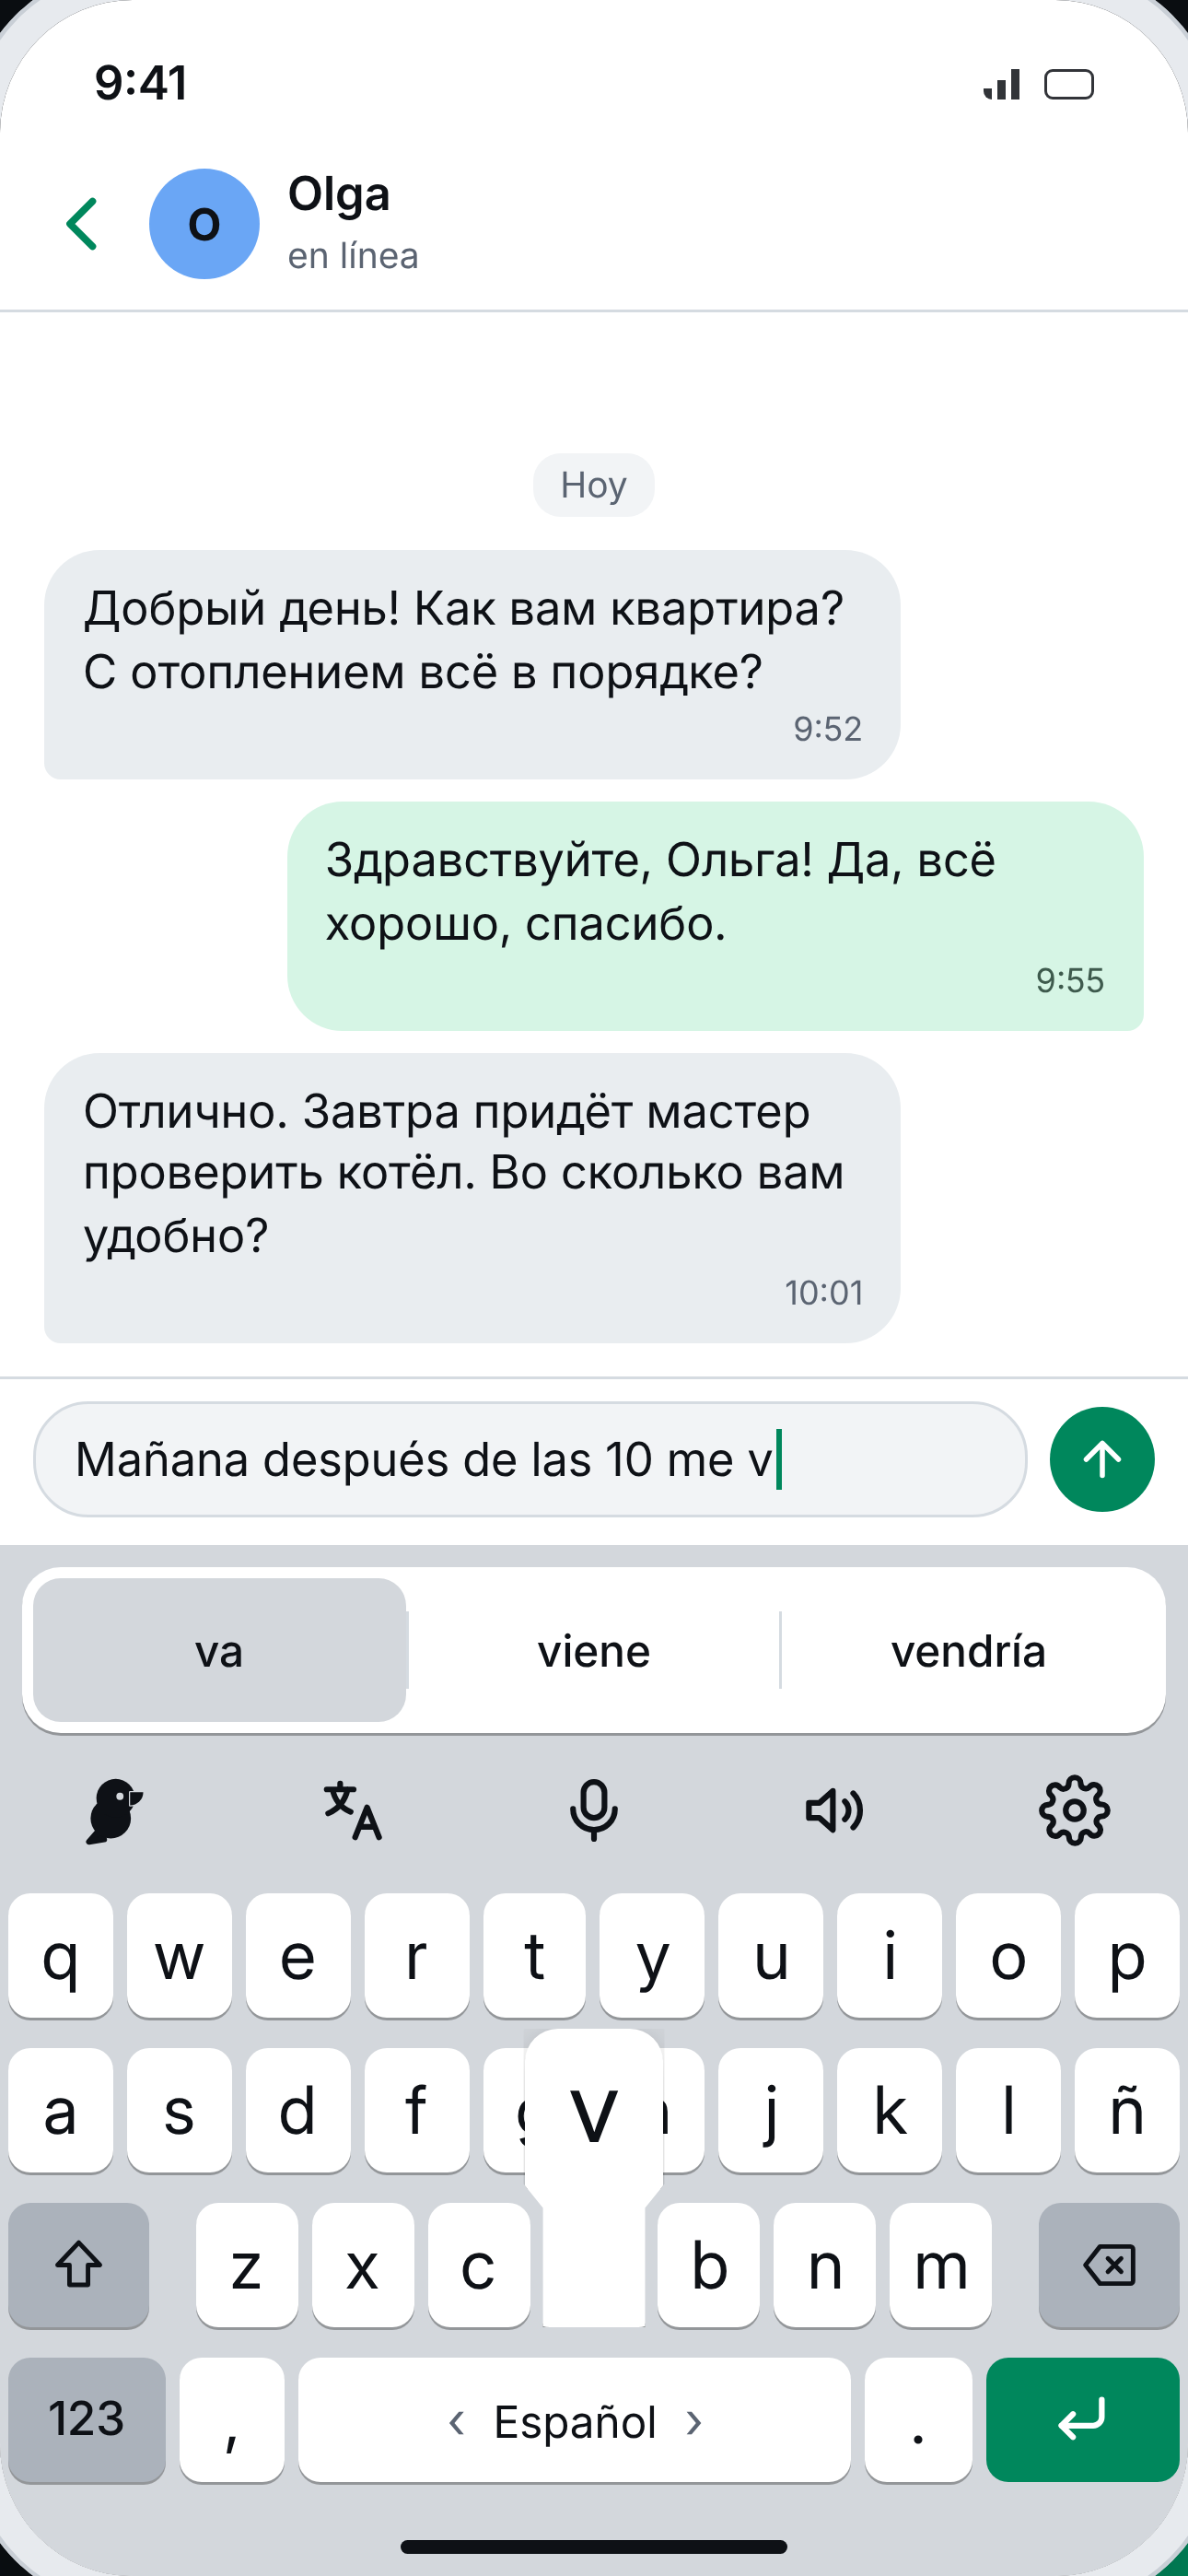 9:41
O
Olga
en línea
Hoy
Добрый день! Как вам квартира?
С отоплением всё в порядке?
9:52
Здравствуйте, Ольга! Да, всё
хорошо, спасибо.
9:55
Отлично. Завтра придёт мастер
проверить котёл. Во сколько вам
удобно?
10:01
Mañana después de las 10 me v
va viene vendría
q w e r t y u i o p
a s d f v j k l ñ
z x c b n m
123 , ‹ Español › .